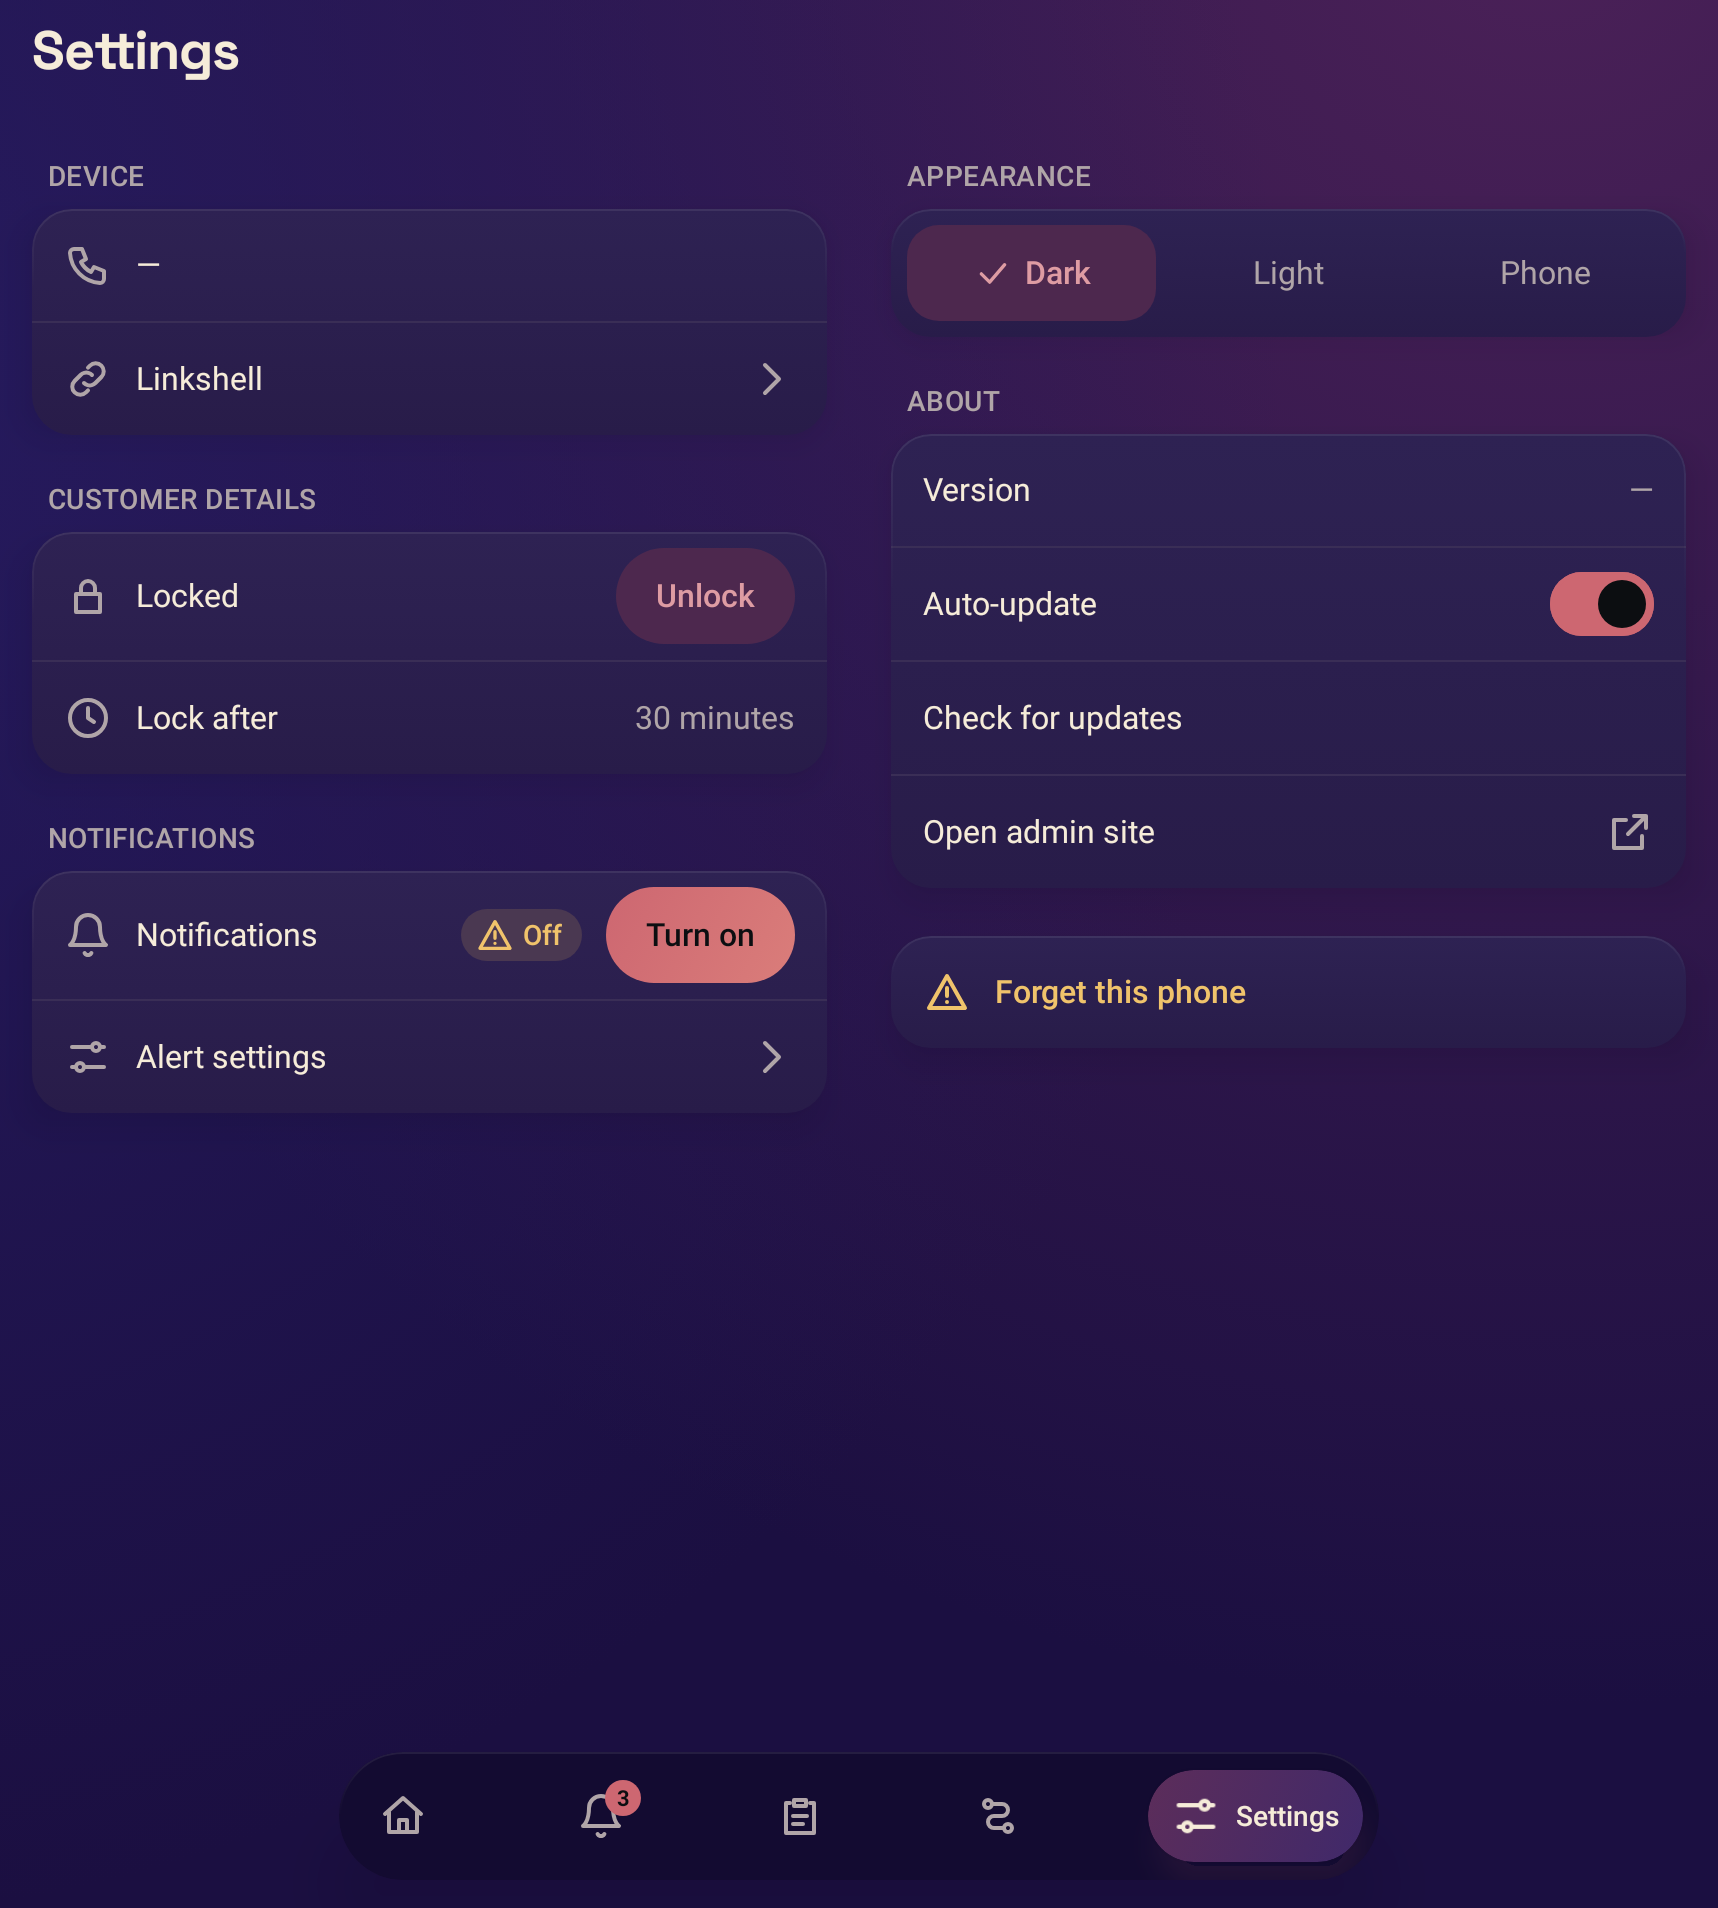 Settings
DEVICE
–
Linkshell
CUSTOMER DETAILS
Locked
Unlock
Lock after
30 minutes
NOTIFICATIONS
Notifications
Off
Turn on
Alert settings
APPEARANCE
Dark
Light
Phone
ABOUT
Version
–
Auto-update
Check for updates
Open admin site
Forget this phone
3
Settings